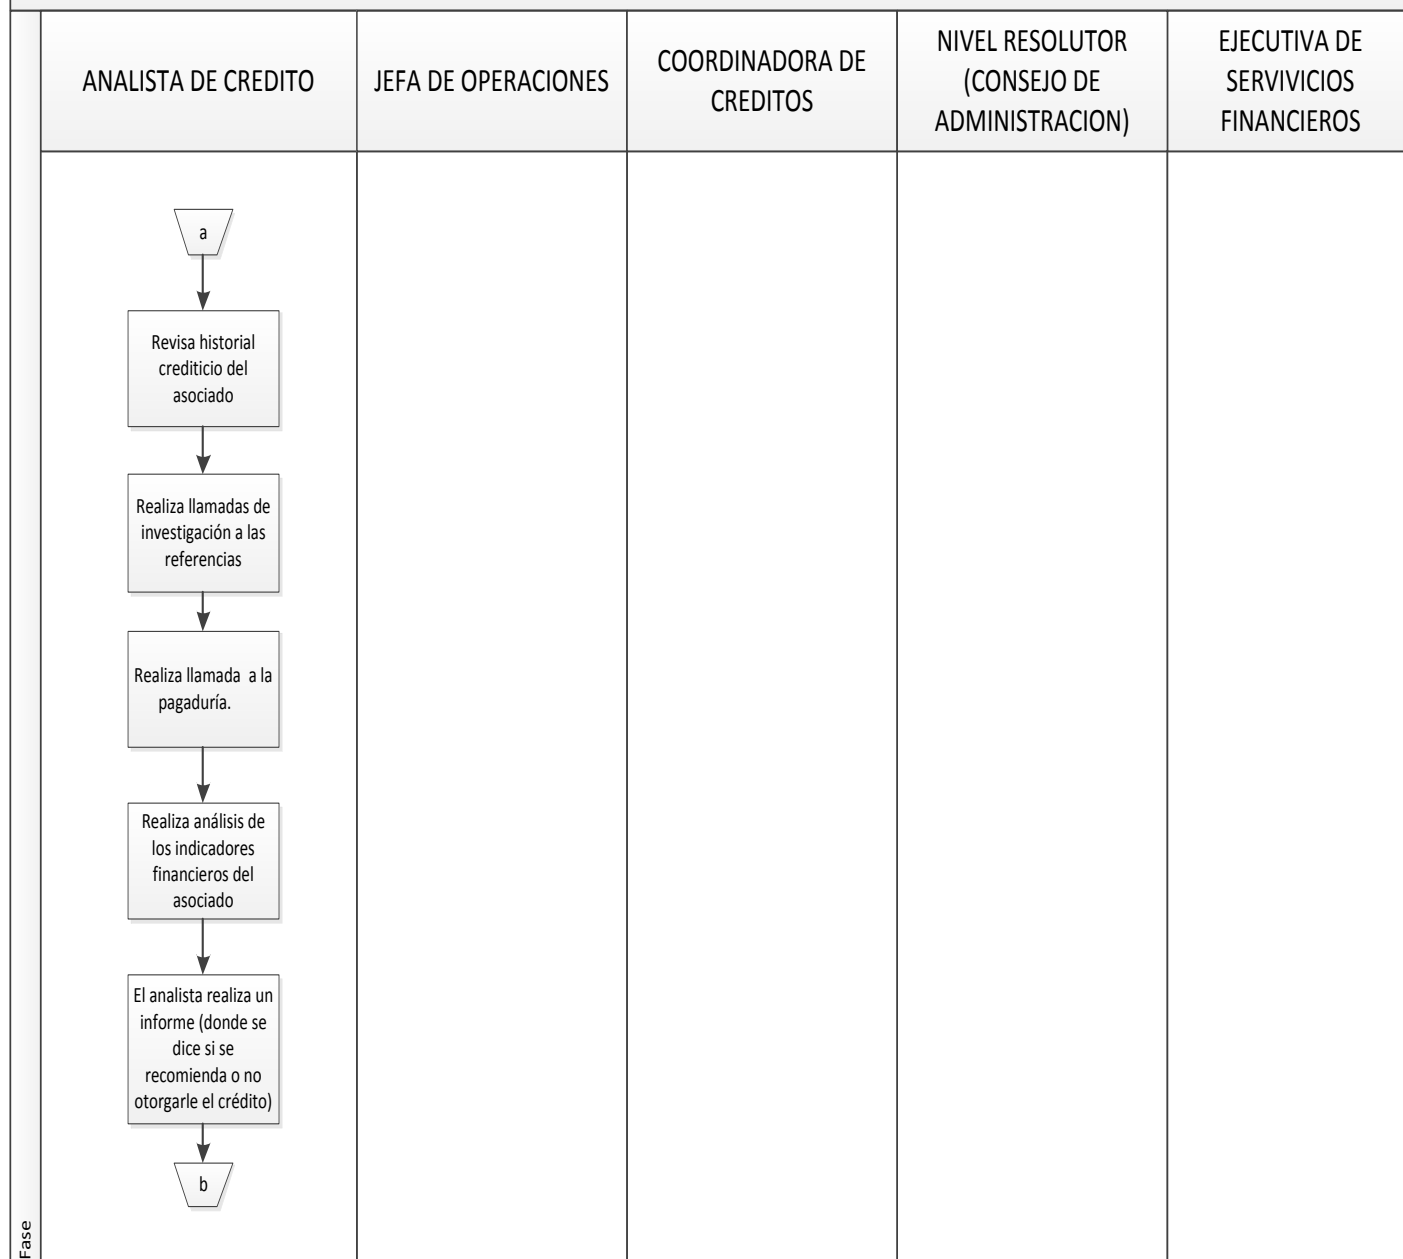 ANALISTA DE CREDITO
JEFA DE OPERACIONES
COORDINADORA DE
CREDITOS
NIVEL RESOLUTOR
(CONSEJO DE
ADMINISTRACION)
EJECUTIVA DE
SERVIVICIOS
FINANCIEROS
a
Revisa historial
crediticio del
asociado
Realiza llamadas de
investigación a las
referencias
Realiza llamada  a la
pagaduría.
Realiza análisis de
los indicadores
financieros del
asociado
El analista realiza un
informe (donde se
dice si se
recomienda o no
otorgarle el crédito)
b
Fase